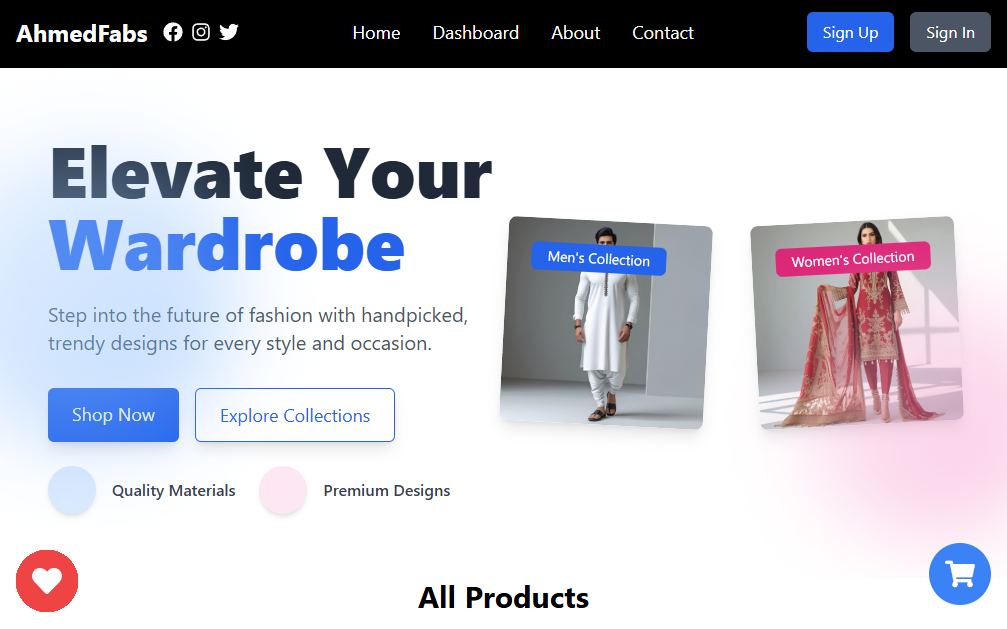 AhmedFabs
Home
Dashboard
About
Contact
Sign Up
Sign In
Elevate Your
Wardrobe
Step into the future of fashion with handpicked,
trendy designs for every style and occasion.
Shop Now
Explore Collections
Quality Materials
Premium Designs
Men's Collection
Women's Collection
All Products